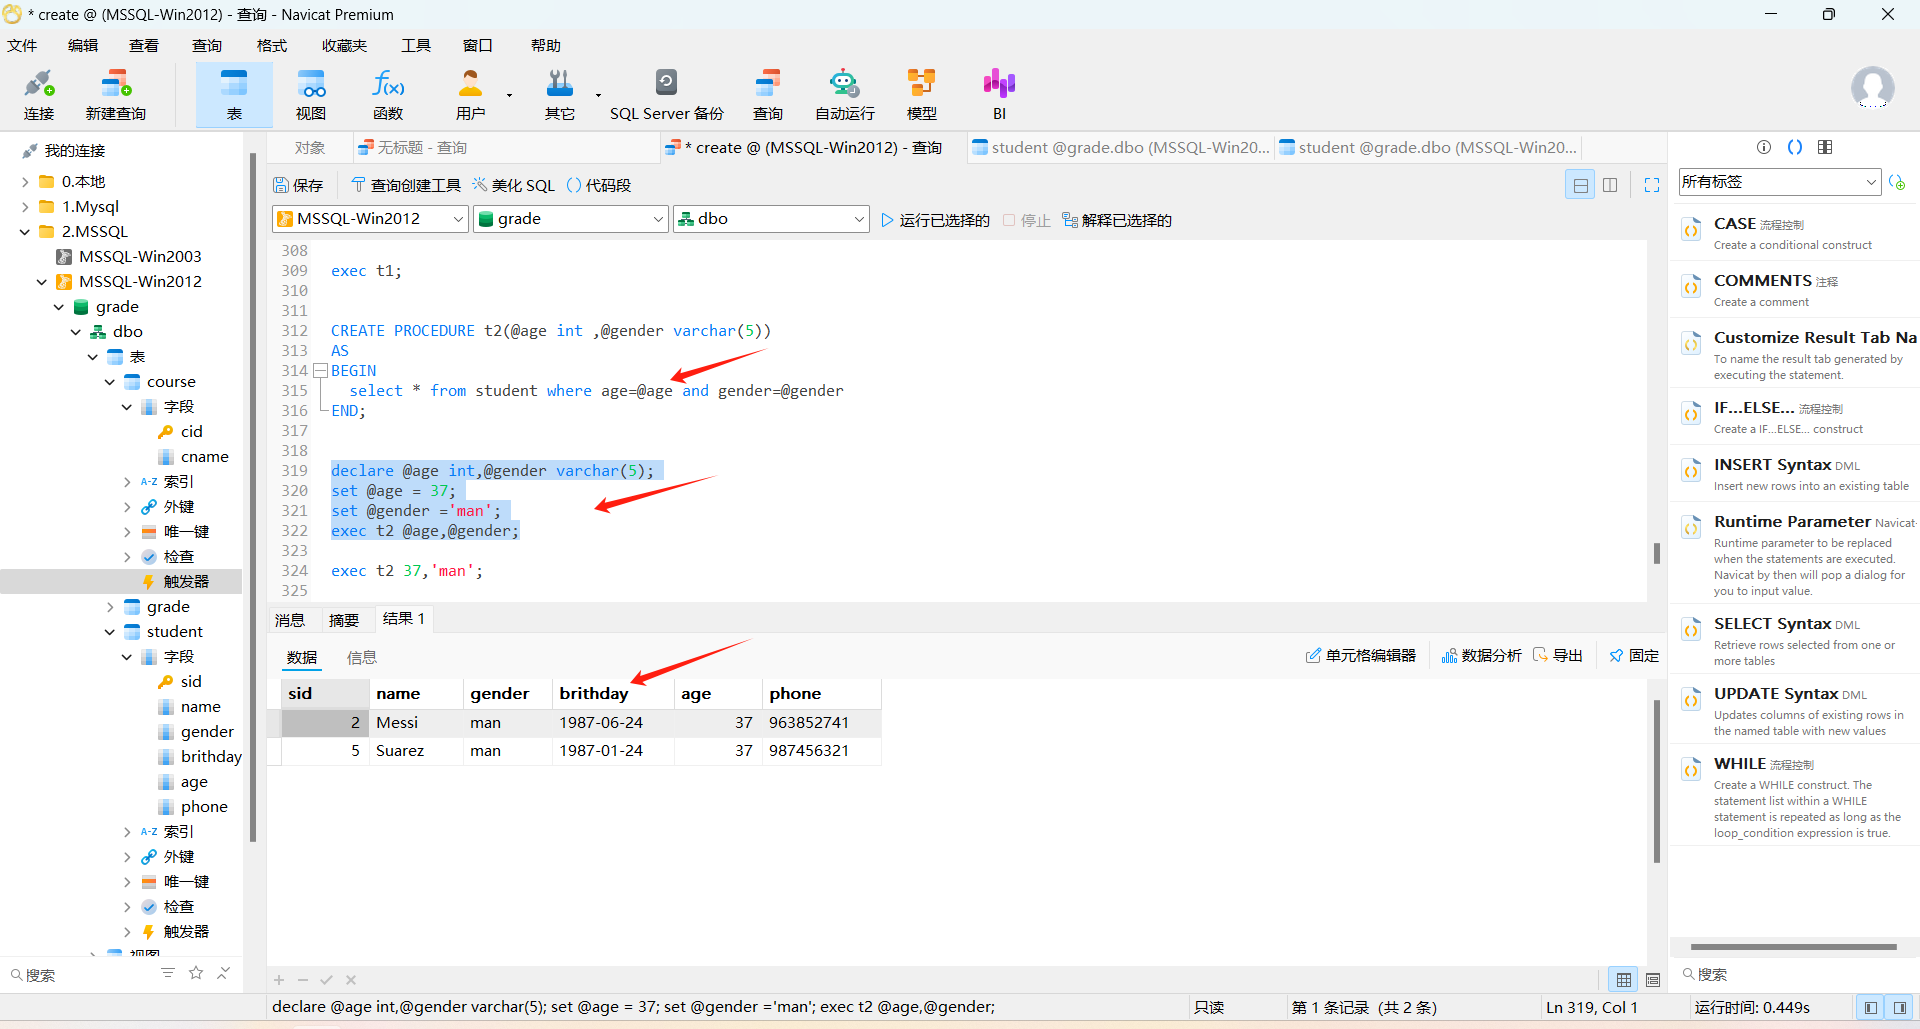 * create @ (MSSQL-Win2012) - 查询 - Navicat Premium
文件 编辑 查看 查询 格式 收藏夹 工具 窗口 帮助
连接 新建查询 表 视图 函数 用户 其它 SQL Server 备份 查询 自动运行 模型 BI
我的连接
0.本地
1.Mysql
2.MSSQL
MSSQL-Win2003
MSSQL-Win2012
grade
dbo
表
course
字段
cid
cname
索引
外键
唯一键
检查
触发器
grade
student
字段
sid
name
gender
brithday
age
phone
索引
外键
唯一键
检查
触发器
视图
搜索
对象 无标题 - 查询 * create @ (MSSQL-Win2012) - 查询 student @grade.dbo (MSSQL-Win20... student @grade.dbo (MSSQL-Win20...
保存 查询创建工具 美化 SQL 代码段
MSSQL-Win2012 grade dbo 运行已选择的 停止 解释已选择的
308
309 exec t1;
310
311
312 CREATE PROCEDURE t2(@age int ,@gender varchar(5))
313 AS
314 BEGIN
315 select * from student where age=@age and gender=@gender
316 END;
317
318
319 declare @age int,@gender varchar(5);
320 set @age = 37;
321 set @gender ='man';
322 exec t2 @age,@gender;
323
324 exec t2 37,'man';
325
消息 摘要 结果 1
数据 信息 单元格编辑器 数据分析 导出 固定
sid name gender brithday age phone
2 Messi man 1987-06-24 37 963852741
5 Suarez man 1987-01-24 37 987456321
declare @age int,@gender varchar(5); set @age = 37; set @gender ='man'; exec t2 @age,@gender; 只读 第 1 条记录 (共 2 条) Ln 319, Col 1 运行时间: 0.449s
所有标签
CASE 流程控制
Create a conditional construct
COMMENTS 注释
Create a comment
Customize Result Tab Na
To name the result tab generated by
executing the statement.
IF...ELSE... 流程控制
Create a IF...ELSE... construct
INSERT Syntax DML
Insert new rows into an existing table
Runtime Parameter Navicat
Runtime parameter to be replaced
when the statements are executed.
Navicat by then will pop a dialog for
you to input value.
SELECT Syntax DML
Retrieve rows selected from one or
more tables
UPDATE Syntax DML
Updates columns of existing rows in
the named table with new values
WHILE 流程控制
Create a WHILE construct. The
statement list within a WHILE
statement is repeated as long as the
loop_condition expression is true.
搜索